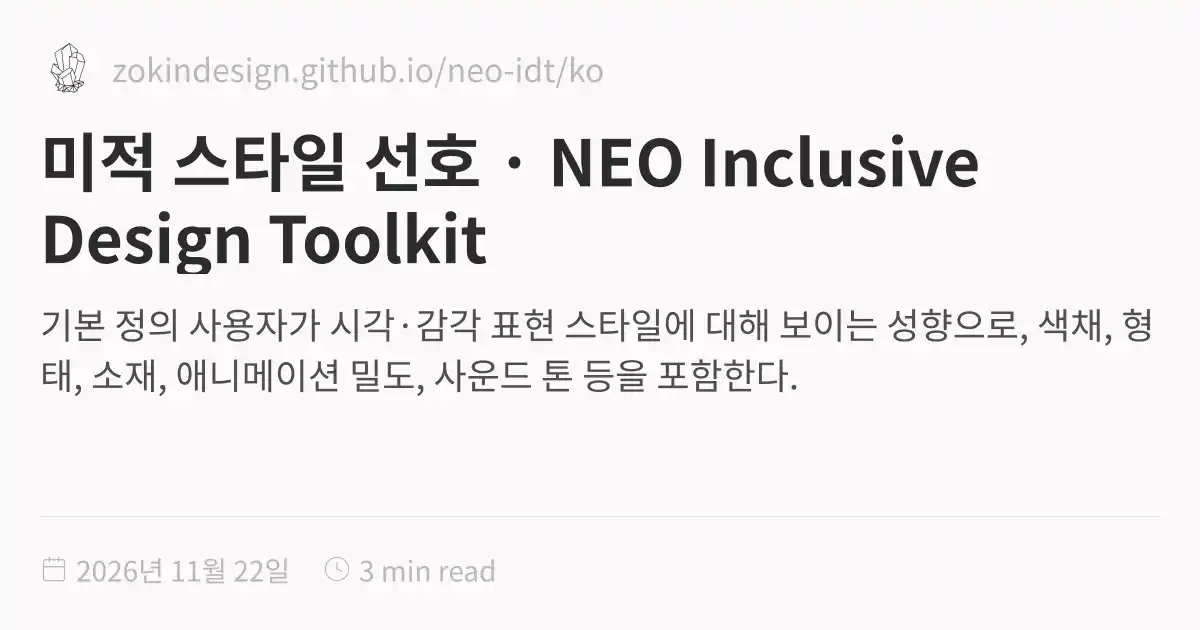 zokindesign.github.io/neo-idt/ko
미적 스타일 선호 · NEO Inclusive
Design Toolkit
기본 정의 사용자가 시각·감각 표현 스타일에 대해 보이는 성향으로, 색채, 형
태, 소재, 애니메이션 밀도, 사운드 톤 등을 포함한다.
2026년 11월 22일
3 min read